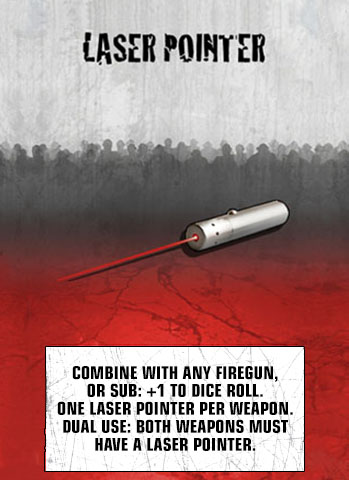 LASER POINTER
COMBINE WITH ANY FIREGUN,
OR SUB: +1 TO DICE ROLL.
ONE LASER POINTER PER WEAPON.
DUAL USE: BOTH WEAPONS MUST
HAVE A LASER POINTER.